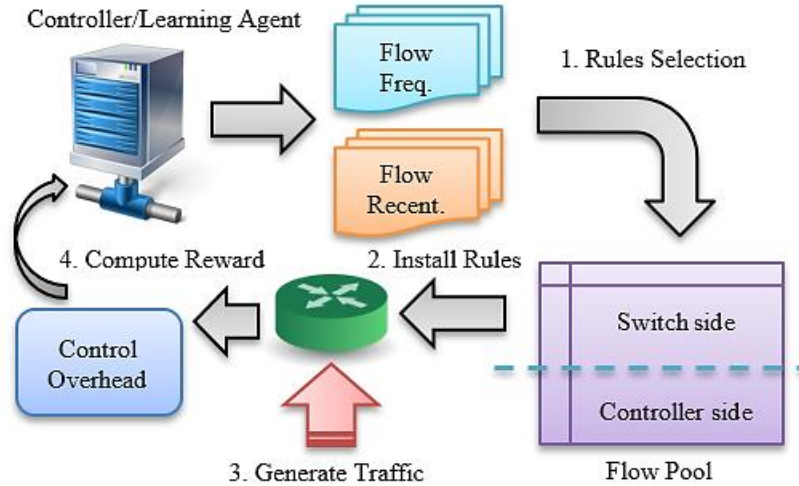 Controller/Learning Agent
Flow
Freq.
1. Rules Selection
Flow
Recent.
4. Compute Reward
2. Install Rules
Switch side
Control
Overhead
Controller side
3. Generate Traffic
Flow Pool